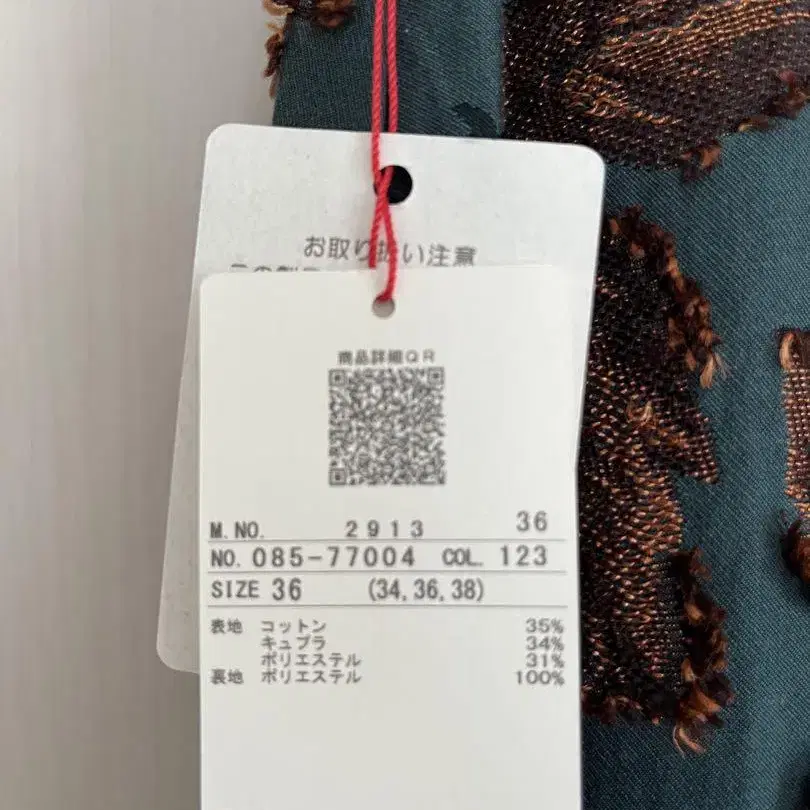 お取り扱い注意
商品詳細QR
M.NO. 2913 36
NO. 085-77004 COL. 123
SIZE 36 (34,36,38)
表地 コットン 35%
キュプラ 34%
ポリエステル 31%
裏地 ポリエステル 100%